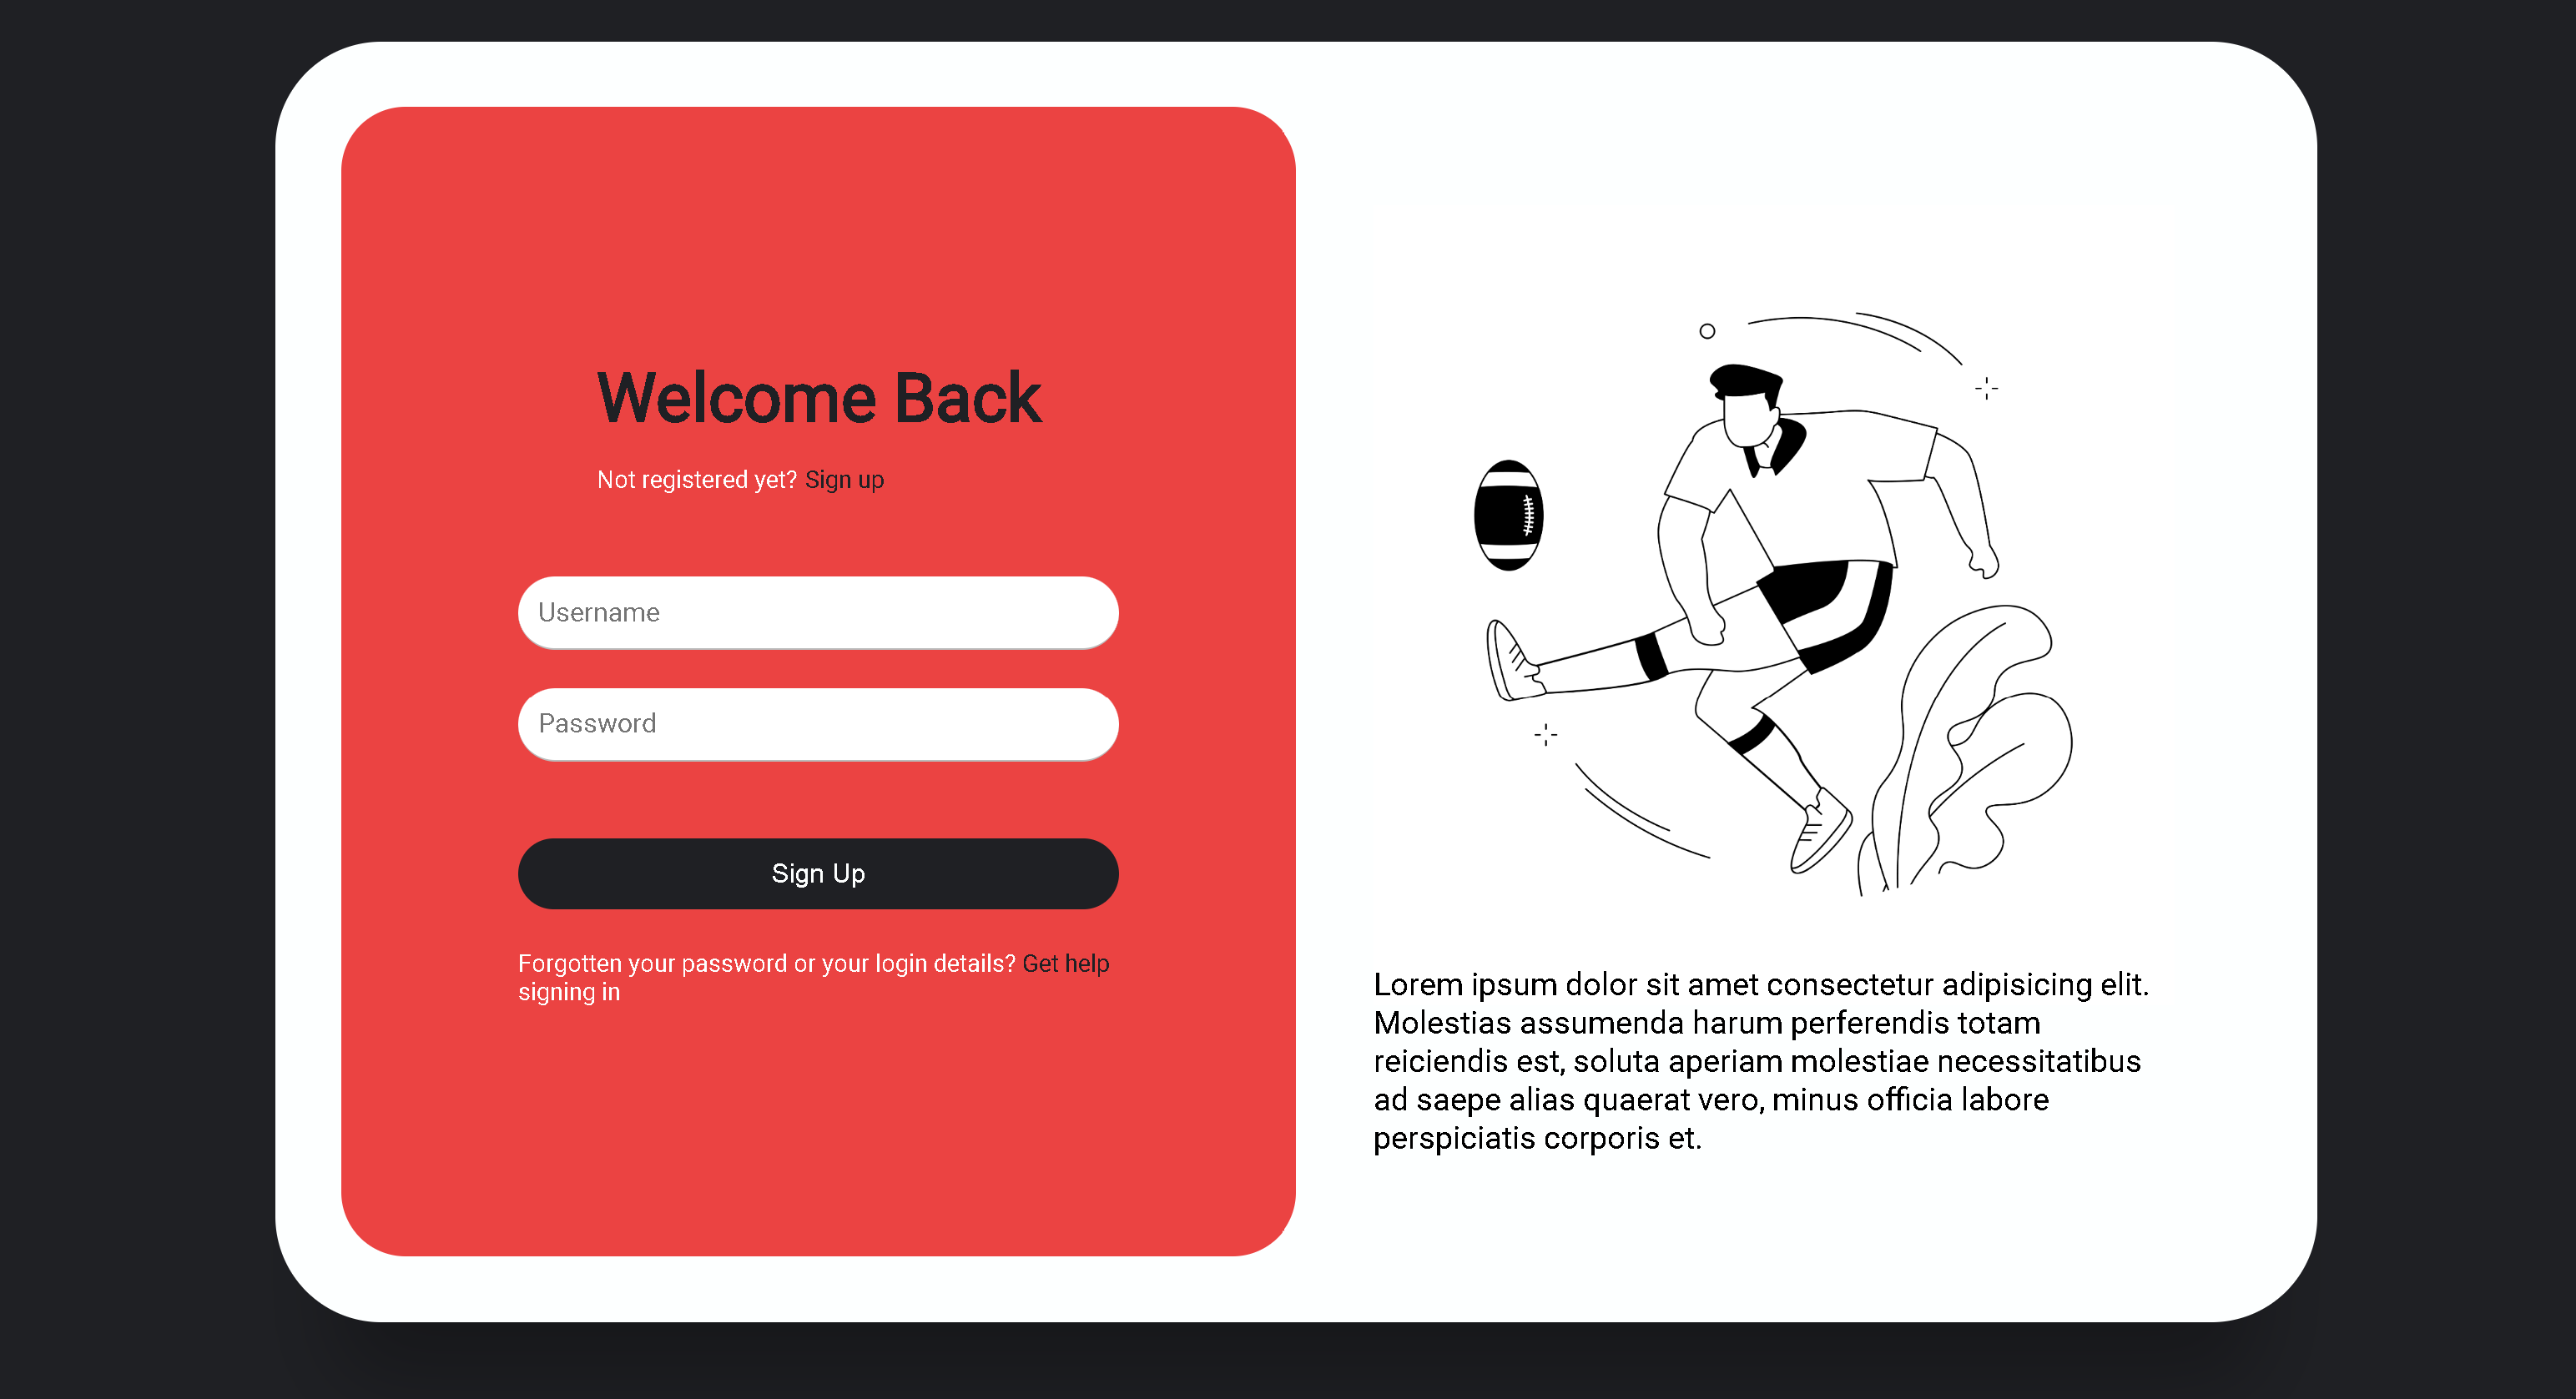 Welcome Back
Not registered yet? Sign up
Username
Password
Sign Up
Forgotten your password or your login details? Get help
signing in
Lorem ipsum dolor sit amet consectetur adipisicing elit.
Molestias assumenda harum perferendis totam
reiciendis est, soluta aperiam molestiae necessitatibus
ad saepe alias quaerat vero, minus officia labore
perspiciatis corporis et.